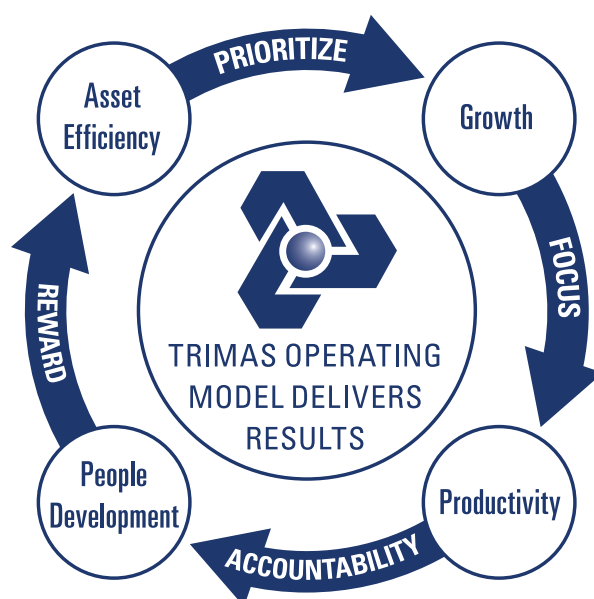 PRIORITIZE
Asset
Efficiency
Growth
FOCUS
TRIMAS OPERATING
MODEL DELIVERS
RESULTS
REWARD
People
Development
Productivity
ACCOUNTABILITY